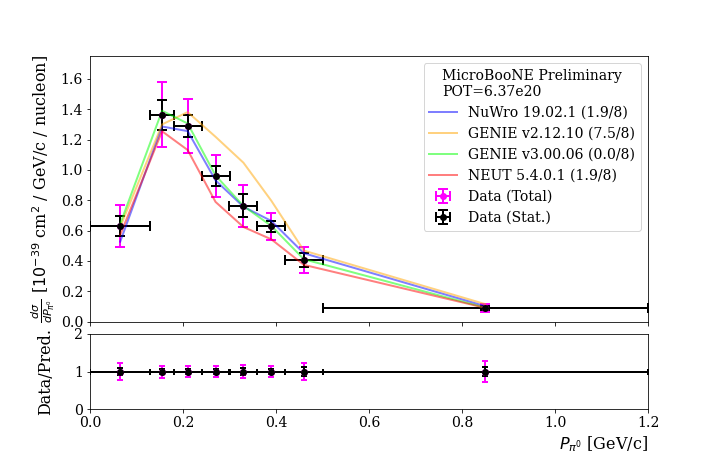 MicroBooNE Preliminary
POT=6.37e20
NuWro 19.02.1 (1.9/8)
GENIE v2.12.10 (7.5/8)
GENIE v3.00.06 (0.0/8)
NEUT 5.4.0.1 (1.9/8)
Data (Total)
Data (Stat.)
dσ/dP_{π⁰} [10⁻³⁹ cm² / GeV/c / nucleon]
1.6
1.4
1.2
1.0
0.8
0.6
0.4
0.2
0.0
Data/Pred.
2
1
0
0.0 0.2 0.4 0.6 0.8 1.0 1.2
P_{π⁰} [GeV/c]